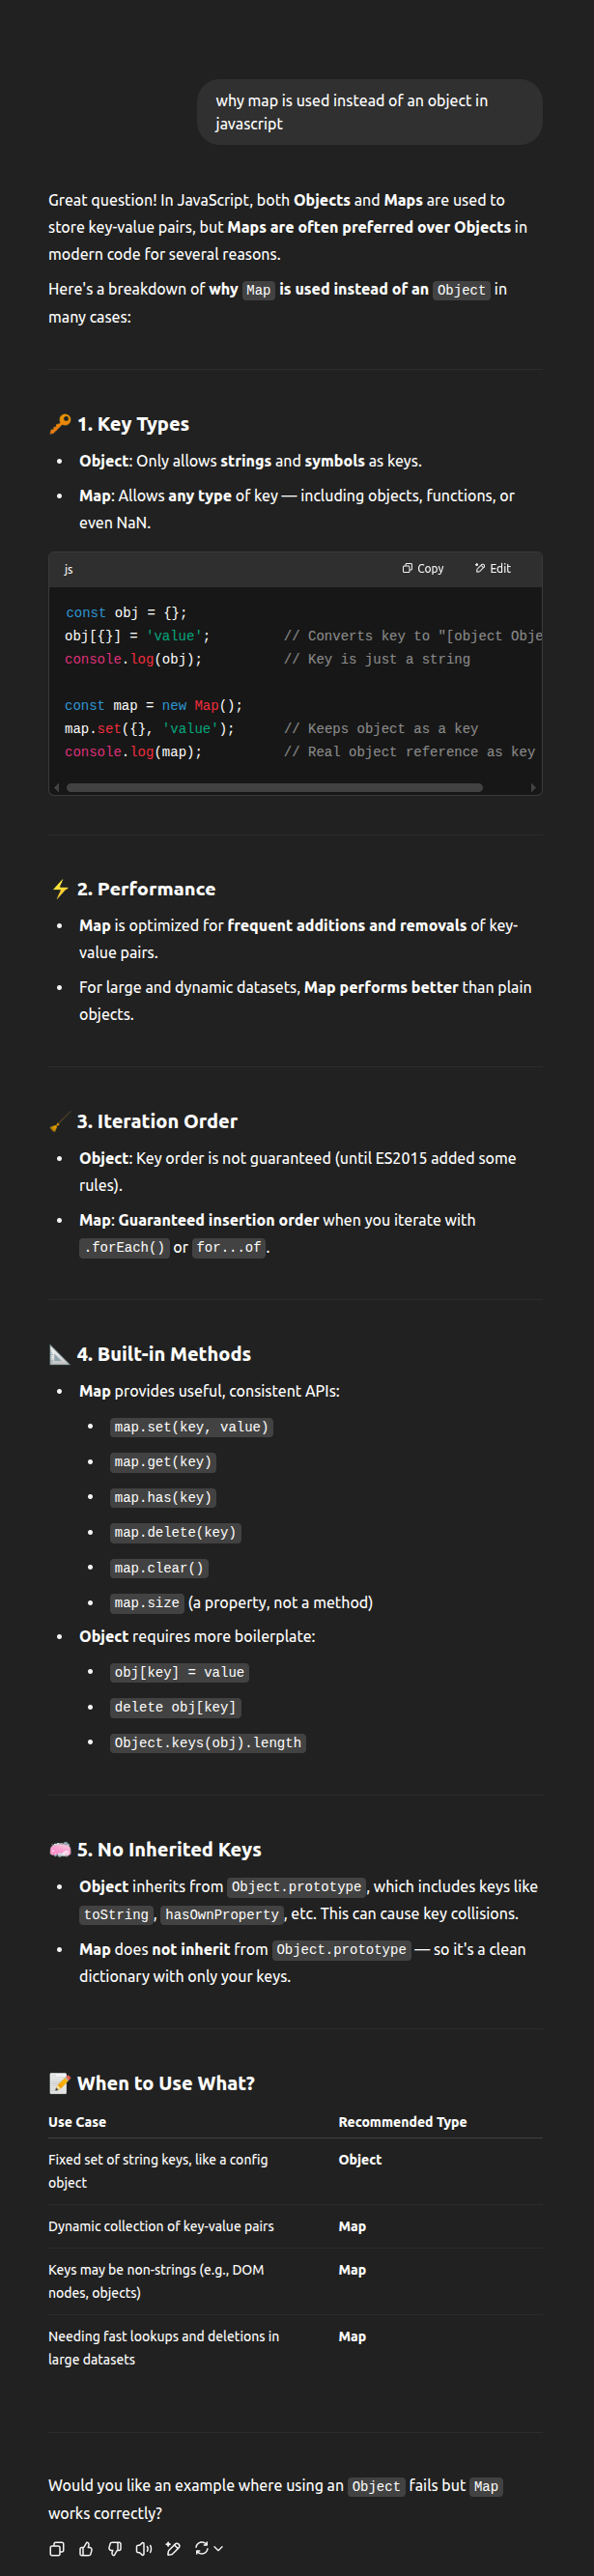 why map is used instead of an object in
javascript
Great question! In JavaScript, both Objects and Maps are used to
store key-value pairs, but Maps are often preferred over Objects in
modern code for several reasons.
Here's a breakdown of why Map is used instead of an Object in
many cases:
🔑 1. Key Types
• Object: Only allows strings and symbols as keys.
• Map: Allows any type of key — including objects, functions, or
even NaN.
js Copy Edit
const obj = {};
obj[{}] = 'value';         // Converts key to "[object Obje
console.log(obj);          // Key is just a string
const map = new Map();
map.set({}, 'value');      // Keeps object as a key
console.log(map);          // Real object reference as key
⚡ 2. Performance
• Map is optimized for frequent additions and removals of key-
value pairs.
• For large and dynamic datasets, Map performs better than plain
objects.
🧹 3. Iteration Order
• Object: Key order is not guaranteed (until ES2015 added some
rules).
• Map: Guaranteed insertion order when you iterate with
.forEach() or for...of.
📐 4. Built-in Methods
• Map provides useful, consistent APIs:
• map.set(key, value)
• map.get(key)
• map.has(key)
• map.delete(key)
• map.clear()
• map.size (a property, not a method)
• Object requires more boilerplate:
• obj[key] = value
• delete obj[key]
• Object.keys(obj).length
🧠 5. No Inherited Keys
• Object inherits from Object.prototype, which includes keys like
toString, hasOwnProperty, etc. This can cause key collisions.
• Map does not inherit from Object.prototype — so it's a clean
dictionary with only your keys.
📝 When to Use What?
Use Case Recommended Type
Fixed set of string keys, like a config Object
object
Dynamic collection of key-value pairs Map
Keys may be non-strings (e.g., DOM Map
nodes, objects)
Needing fast lookups and deletions in Map
large datasets
Would you like an example where using an Object fails but Map
works correctly?